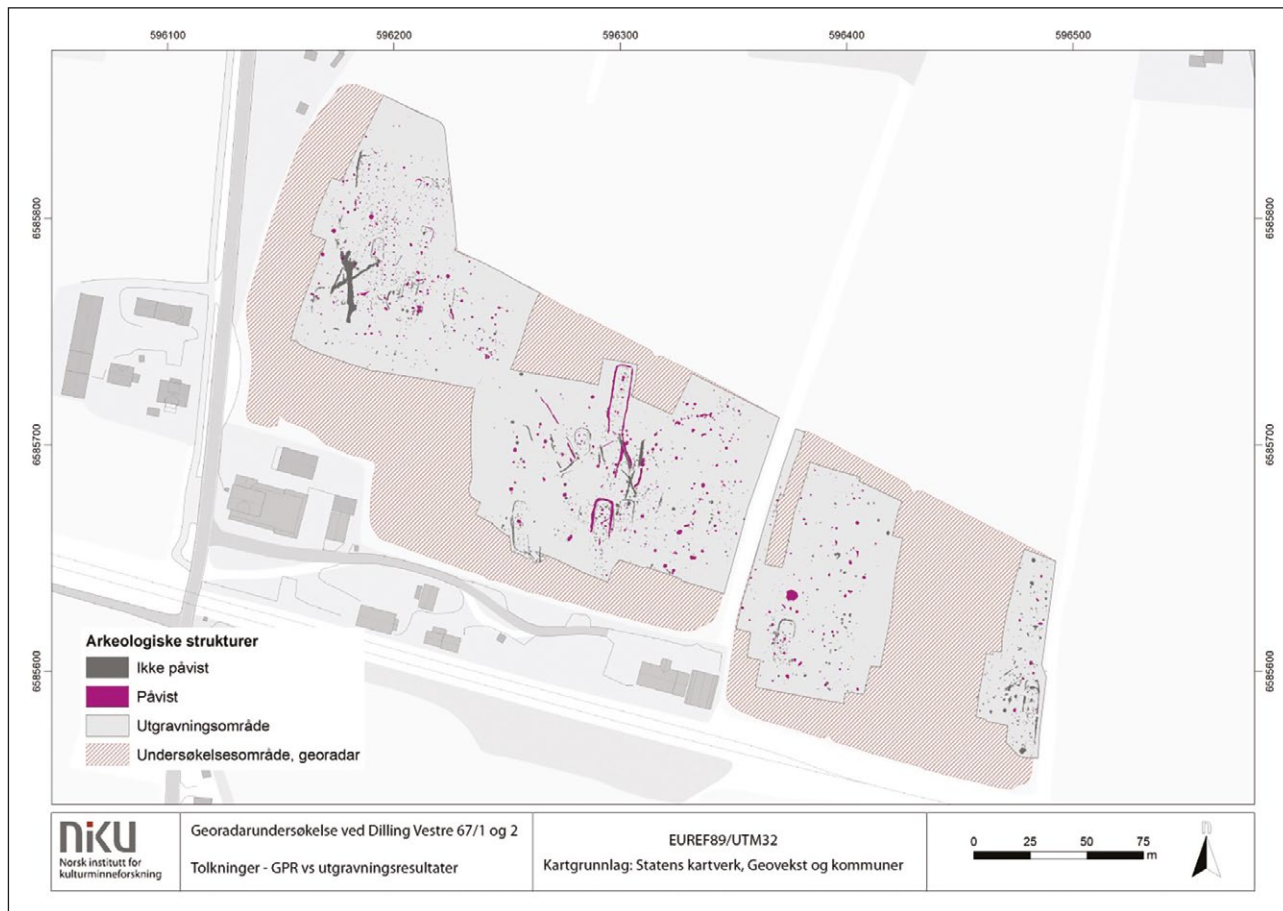 596100 596200 596300 596400 596500
6585800 6585800
6585700 6585700
6585600 6585600
Arkeologiske strukturer
Ikke påvist
Påvist
Utgravningsområde
Undersøkelsesområde, georadar
niku
Norsk institutt for
kulturminneforskning
Georadarundersøkelse ved Dilling Vestre 67/1 og 2
Tolkninger - GPR vs utgravningsresultater
EUREF89/UTM32
Kartgrunnlag: Statens kartverk, Geovekst og kommuner
0 25 50 75
m
n